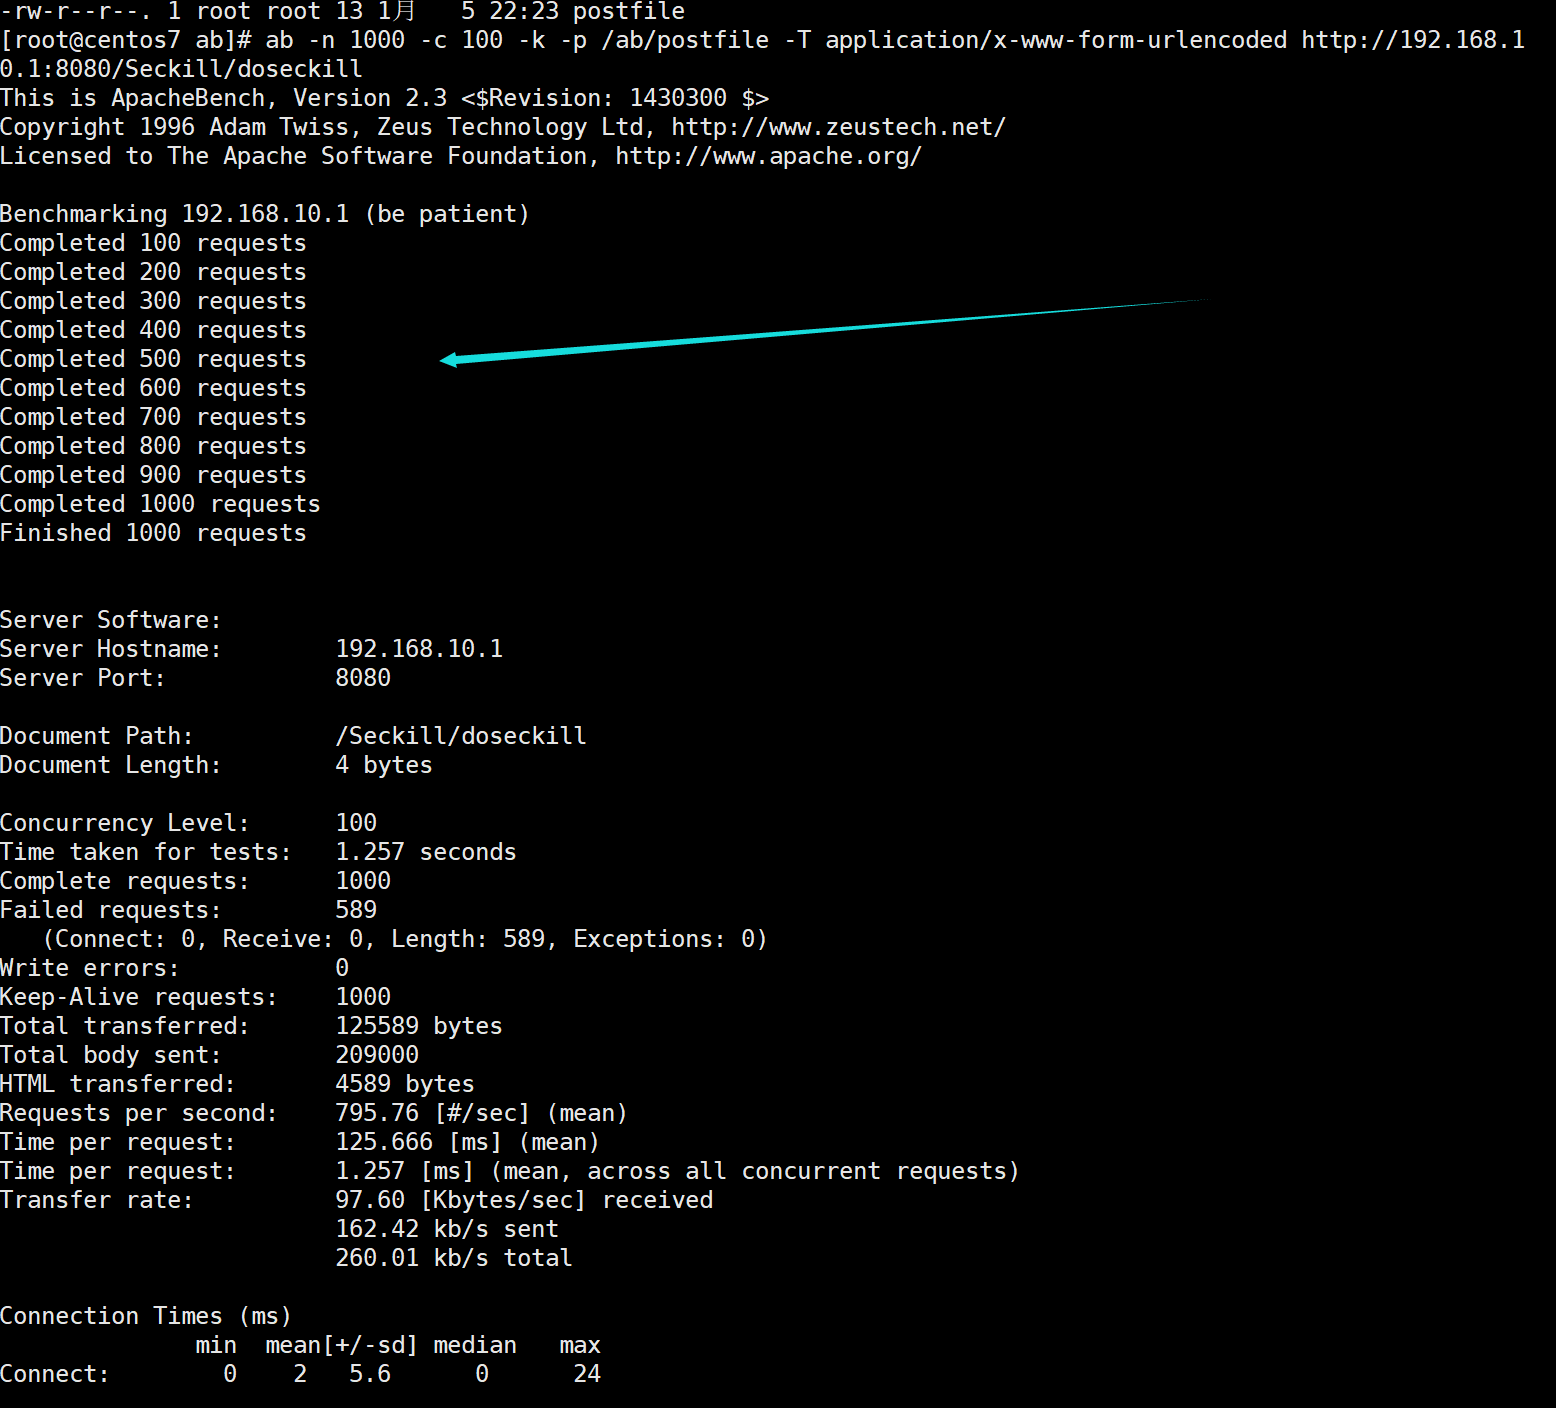 -rw-r--r--. 1 root root 13 1月   5 22:23 postfile
[root@centos7 ab]# ab -n 1000 -c 100 -k -p /ab/postfile -T application/x-www-form-urlencoded http://192.168.1
0.1:8080/Seckill/doseckill
This is ApacheBench, Version 2.3 <$Revision: 1430300 $>
Copyright 1996 Adam Twiss, Zeus Technology Ltd, http://www.zeustech.net/
Licensed to The Apache Software Foundation, http://www.apache.org/

Benchmarking 192.168.10.1 (be patient)
Completed 100 requests
Completed 200 requests
Completed 300 requests
Completed 400 requests
Completed 500 requests
Completed 600 requests
Completed 700 requests
Completed 800 requests
Completed 900 requests
Completed 1000 requests
Finished 1000 requests


Server Software:
Server Hostname:        192.168.10.1
Server Port:            8080

Document Path:          /Seckill/doseckill
Document Length:        4 bytes

Concurrency Level:      100
Time taken for tests:   1.257 seconds
Complete requests:      1000
Failed requests:        589
   (Connect: 0, Receive: 0, Length: 589, Exceptions: 0)
Write errors:           0
Keep-Alive requests:    1000
Total transferred:      125589 bytes
Total body sent:        209000
HTML transferred:       4589 bytes
Requests per second:    795.76 [#/sec] (mean)
Time per request:       125.666 [ms] (mean)
Time per request:       1.257 [ms] (mean, across all concurrent requests)
Transfer rate:          97.60 [Kbytes/sec] received
                        162.42 kb/s sent
                        260.01 kb/s total

Connection Times (ms)
              min  mean[+/-sd] median   max
Connect:        0    2   5.6      0      24